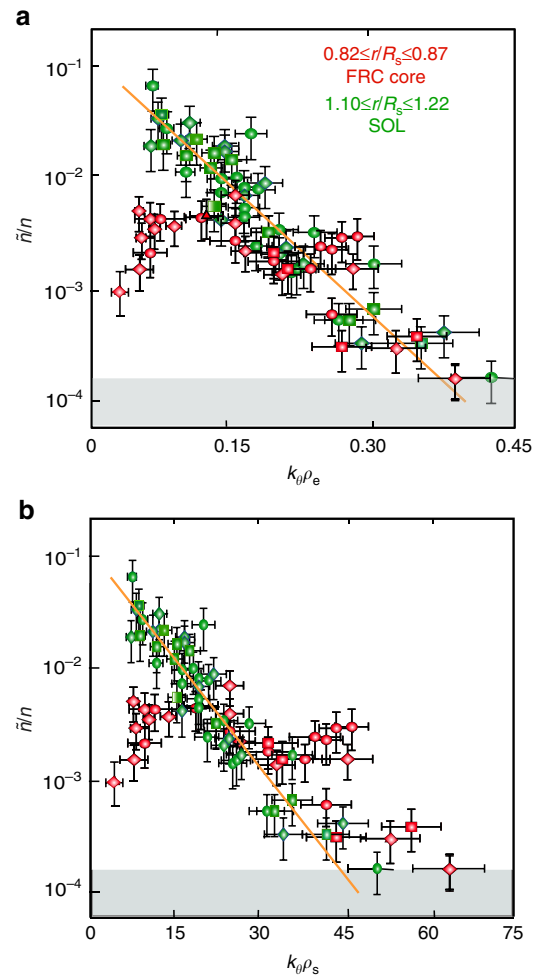 a
0.82≤r/Rs≤0.87
FRC core
1.10≤r/Rs≤1.22
SOL
10⁻¹
10⁻²
10⁻³
10⁻⁴
ñ/n
0 0.15 0.30 0.45
kθρe
b
10⁻¹
10⁻²
10⁻³
10⁻⁴
ñ/n
0 15 30 45 60 75
kθρs